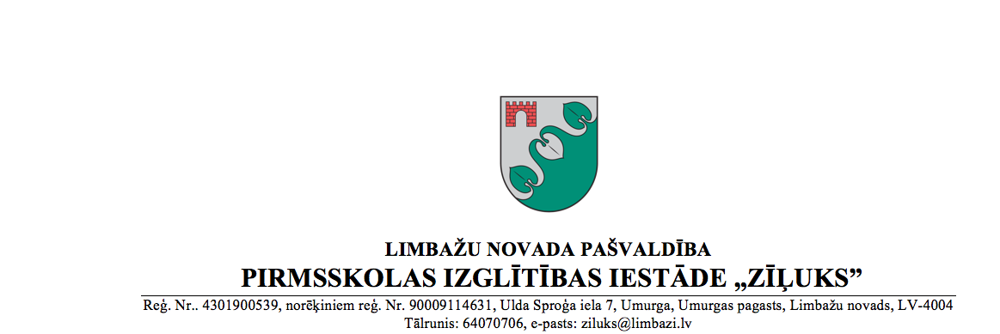 LIMBAŽU NOVADA PAŠVALDĪBA
PIRMSSKOLAS IZGLĪTĪBAS IESTĀDE „ZĪĻUKS”
Reģ. Nr.. 4301900539, norēķiniem reģ. Nr. 90009114631, Ulda Sproģa iela 7, Umurga, Umurgas pagasts, Limbažu novads, LV-4004
Tālrunis: 64070706, e-pasts: ziluks@limbazi.lv